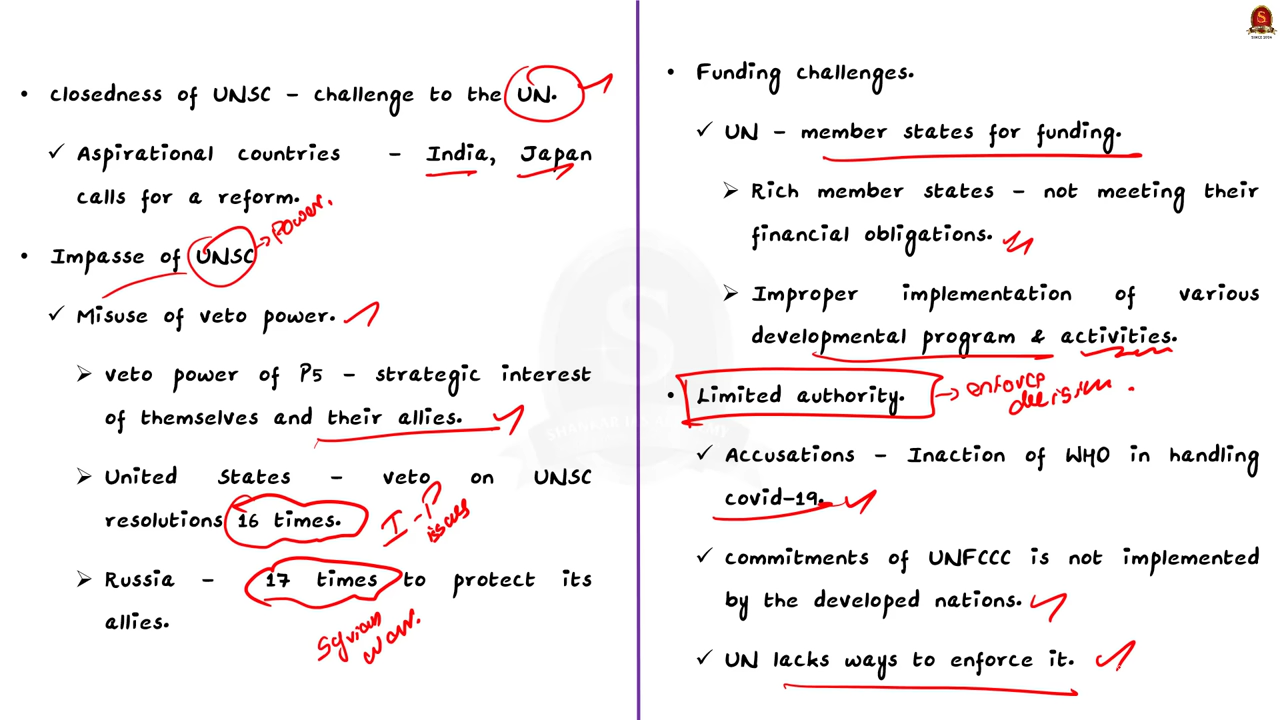 • closedness of UNSC – challenge to the UN.
✓ Aspirational countries – India, Japan
calls for a reform.
• Impasse of UNSC → Power.
✓ Misuse of veto power.
➢ veto power of P5 – strategic interest
of themselves and their allies.
➢ United States – veto on UNSC
resolutions 16 times.
I-P
issues
➢ Russia – 17 times to protect its
allies.
Syrian
war.
S
SINCE 2004
• Funding challenges.
✓ UN – member states for funding.
➢ Rich member states – not meeting their
financial obligations.
➢ Improper implementation of various
developmental program & activities.
• Limited authority. → enforce
decision.
✓ Accusations – Inaction of WHO in handling
covid-19.
✓ commitments of UNFCCC is not implemented
by the developed nations.
✓ UN lacks ways to enforce it.